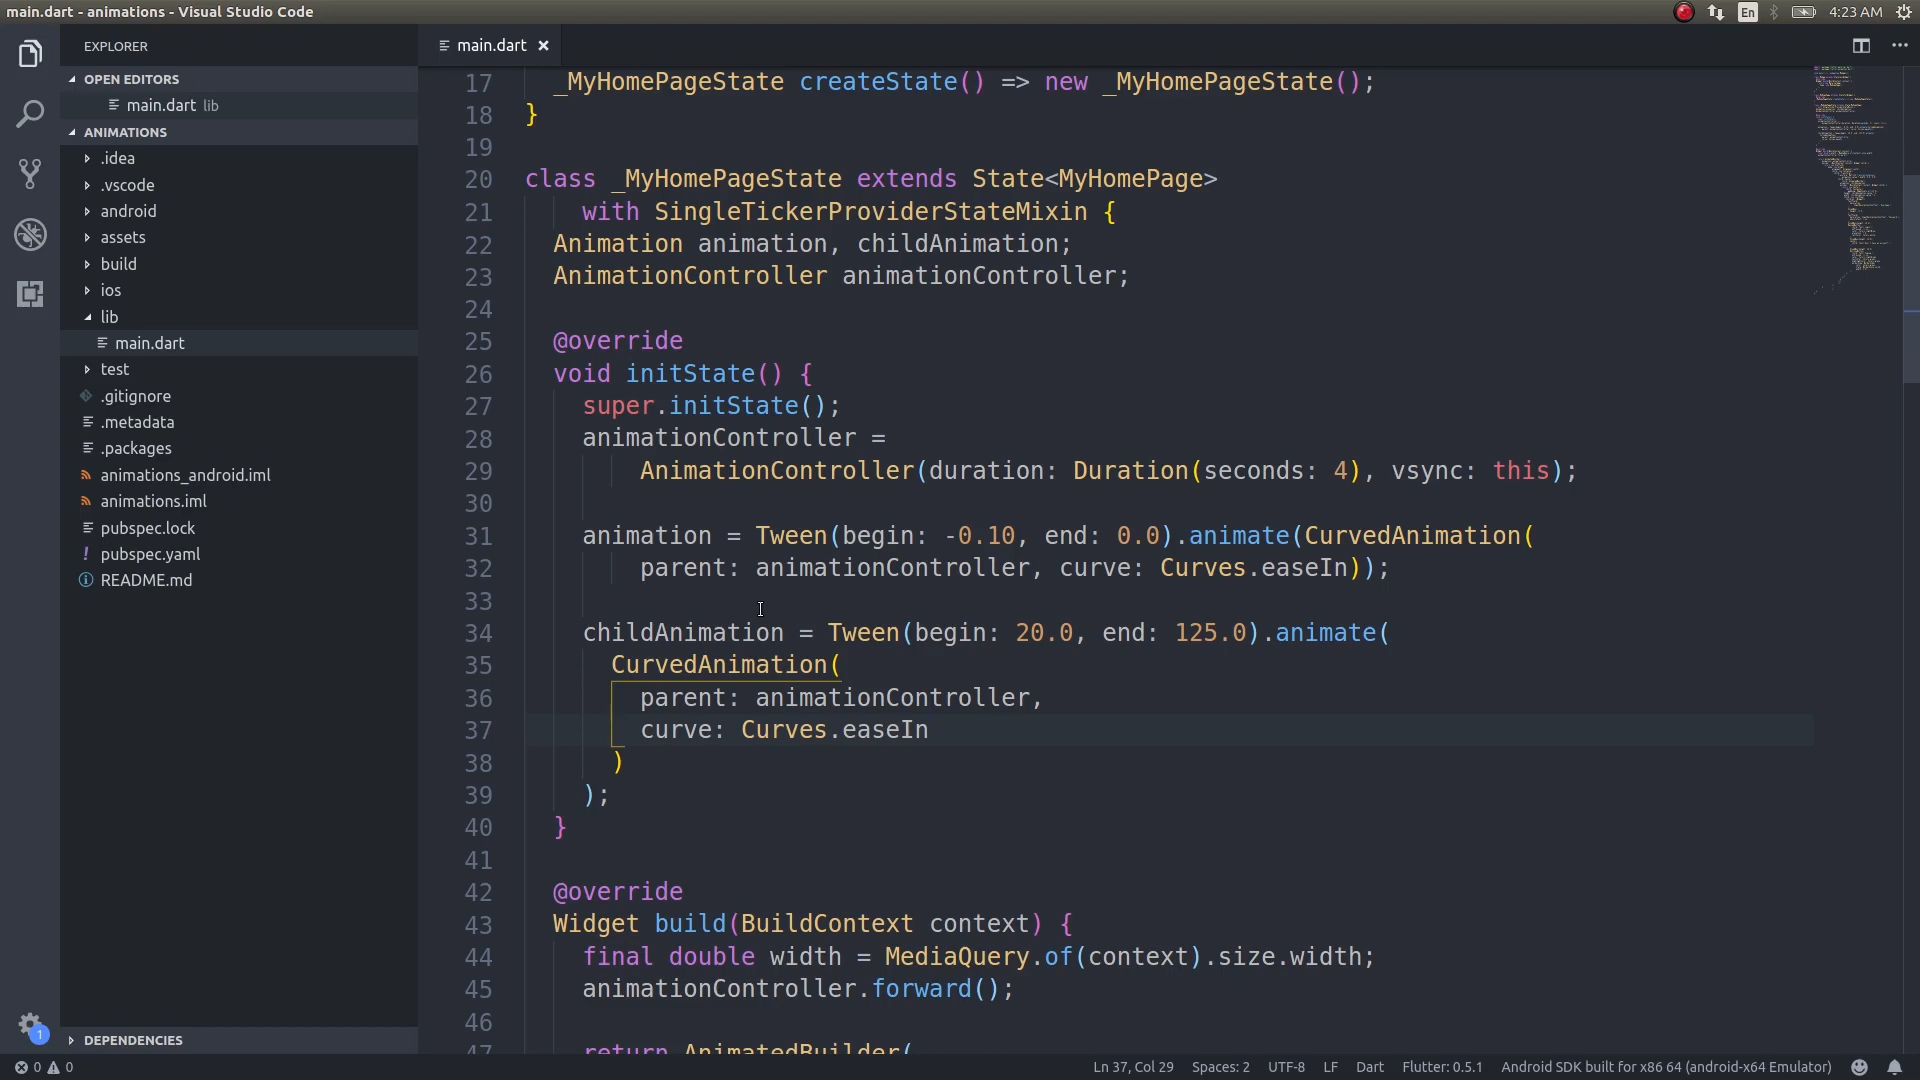 main.dart - animations - Visual Studio Code
En
4:23 AM
EXPLORER
OPEN EDITORS
main.dart lib
ANIMATIONS
.idea
.vscode
android
assets
build
ios
lib
main.dart
test
.gitignore
.metadata
.packages
animations_android.iml
animations.iml
pubspec.lock
! pubspec.yaml
README.md
1
DEPENDENCIES
main.dart ×
17 _MyHomePageState createState() => new _MyHomePageState();
18 }
19
20 class _MyHomePageState extends State<MyHomePage>
21 with SingleTickerProviderStateMixin {
22 Animation animation, childAnimation;
23 AnimationController animationController;
24
25 @override
26 void initState() {
27 super.initState();
28 animationController =
29 AnimationController(duration: Duration(seconds: 4), vsync: this);
30
31 animation = Tween(begin: -0.10, end: 0.0).animate(CurvedAnimation(
32 parent: animationController, curve: Curves.easeIn));
33
34 childAnimation = Tween(begin: 20.0, end: 125.0).animate(
35 CurvedAnimation(
36 parent: animationController,
37 curve: Curves.easeIn
38 )
39 );
40 }
41
42 @override
43 Widget build(BuildContext context) {
44 final double width = MediaQuery.of(context).size.width;
45 animationController.forward();
46
47 return AnimatedBuilder(
0 0
Ln 37, Col 29
Spaces: 2
UTF-8
LF
Dart
Flutter: 0.5.1
Android SDK built for x86 64 (android-x64 Emulator)